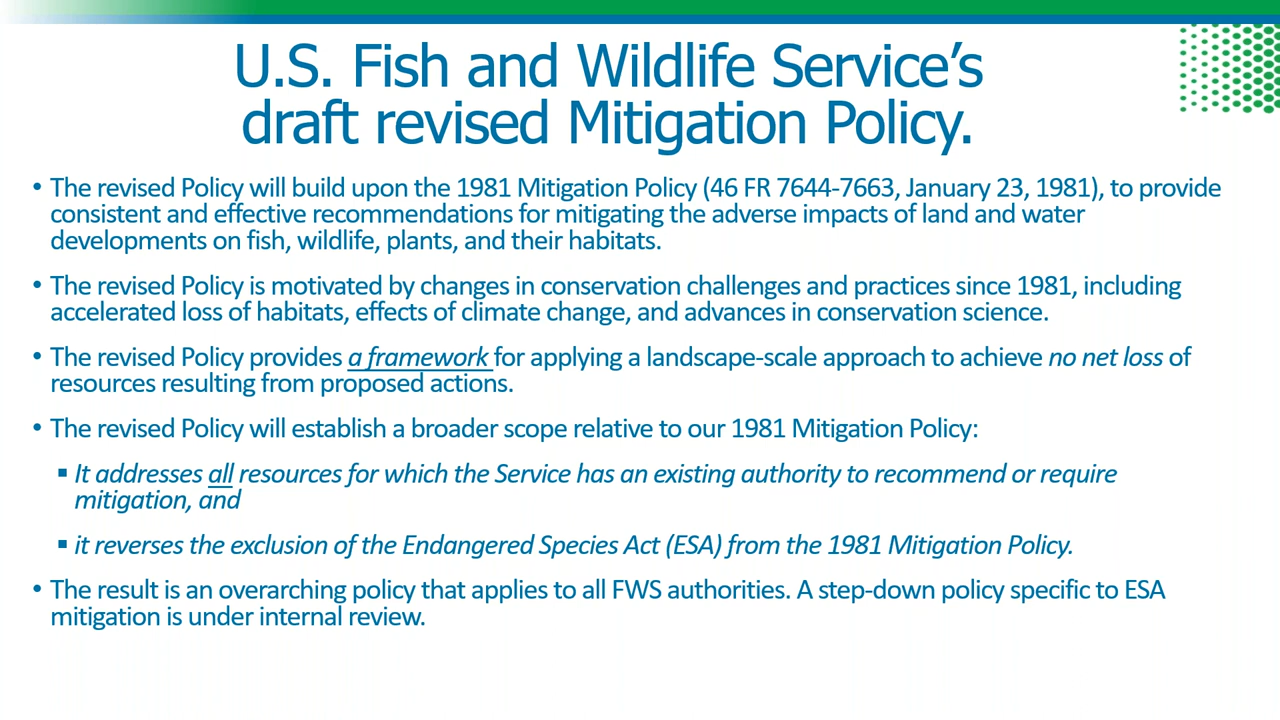 U.S. Fish and Wildlife Service’s
draft revised Mitigation Policy.
• The revised Policy will build upon the 1981 Mitigation Policy (46 FR 7644-7663, January 23, 1981), to provide
consistent and effective recommendations for mitigating the adverse impacts of land and water
developments on fish, wildlife, plants, and their habitats.
• The revised Policy is motivated by changes in conservation challenges and practices since 1981, including
accelerated loss of habitats, effects of climate change, and advances in conservation science.
• The revised Policy provides a framework for applying a landscape-scale approach to achieve no net loss of
resources resulting from proposed actions.
• The revised Policy will establish a broader scope relative to our 1981 Mitigation Policy:
▪ It addresses all resources for which the Service has an existing authority to recommend or require
mitigation, and
▪ it reverses the exclusion of the Endangered Species Act (ESA) from the 1981 Mitigation Policy.
• The result is an overarching policy that applies to all FWS authorities. A step-down policy specific to ESA
mitigation is under internal review.